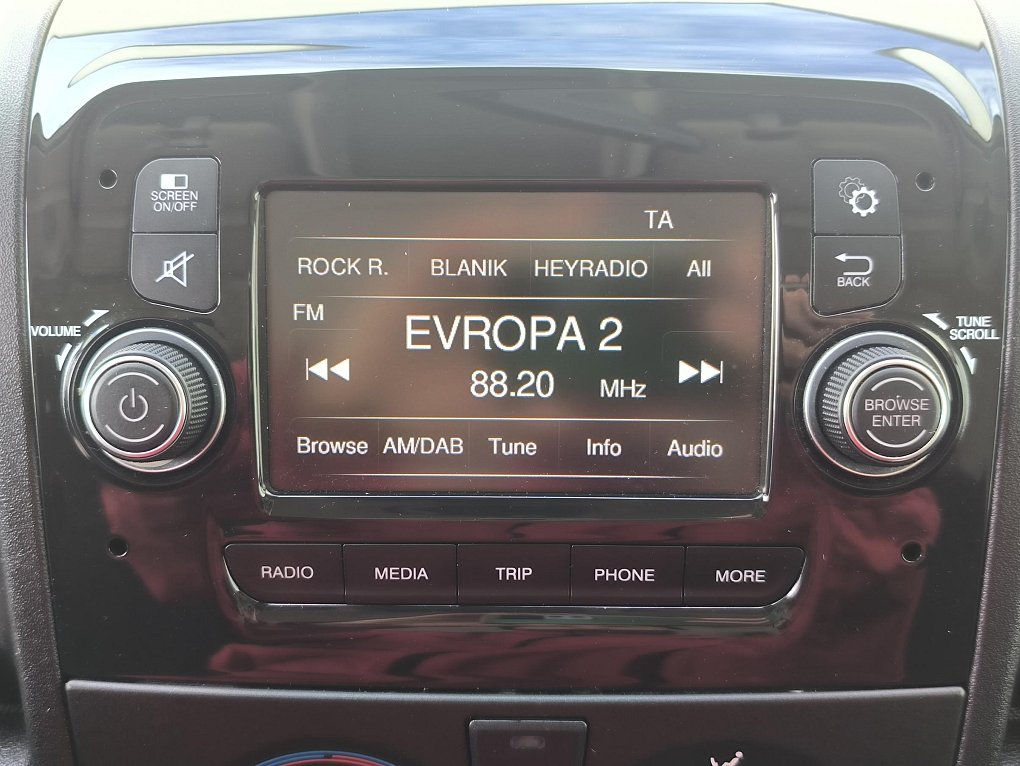 SCREEN
ON/OFF
TA
ROCK R. BLANIK HEYRADIO All
BACK
FM
VOLUME
EVROPA 2
TUNE
SCROLL
88.20 MHz
BROWSE
ENTER
Browse AM/DAB Tune Info Audio
RADIO MEDIA TRIP PHONE MORE